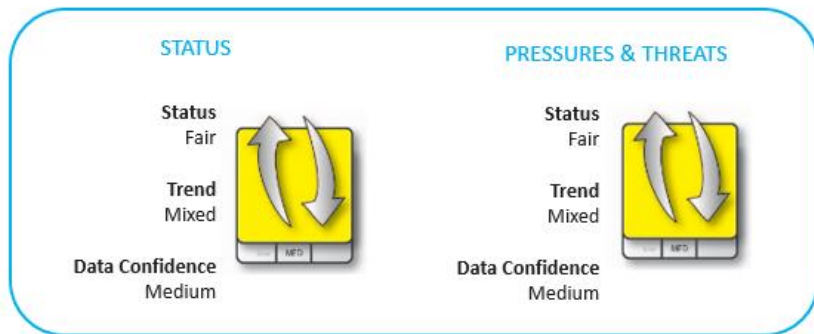 STATUS
Status
Fair
Trend
Mixed
MED
Data Confidence
Medium
PRESSURES & THREATS
Status
Fair
Trend
Mixed
MED
Data Confidence
Medium